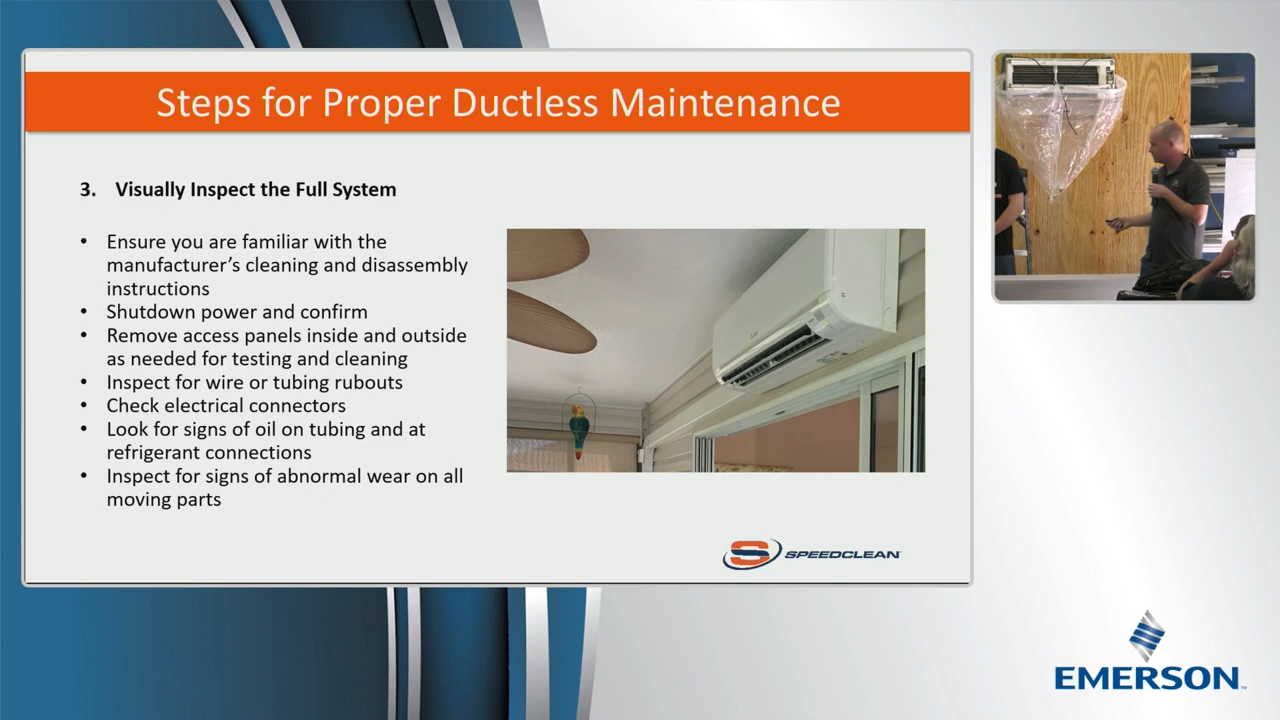 Steps for Proper Ductless Maintenance
3. Visually Inspect the Full System
• Ensure you are familiar with the
manufacturer’s cleaning and disassembly
instructions
• Shutdown power and confirm
• Remove access panels inside and outside
as needed for testing and cleaning
• Inspect for wire or tubing rubouts
• Check electrical connectors
• Look for signs of oil on tubing and at
refrigerant connections
• Inspect for signs of abnormal wear on all
moving parts
SPEEDCLEAN
EMERSON